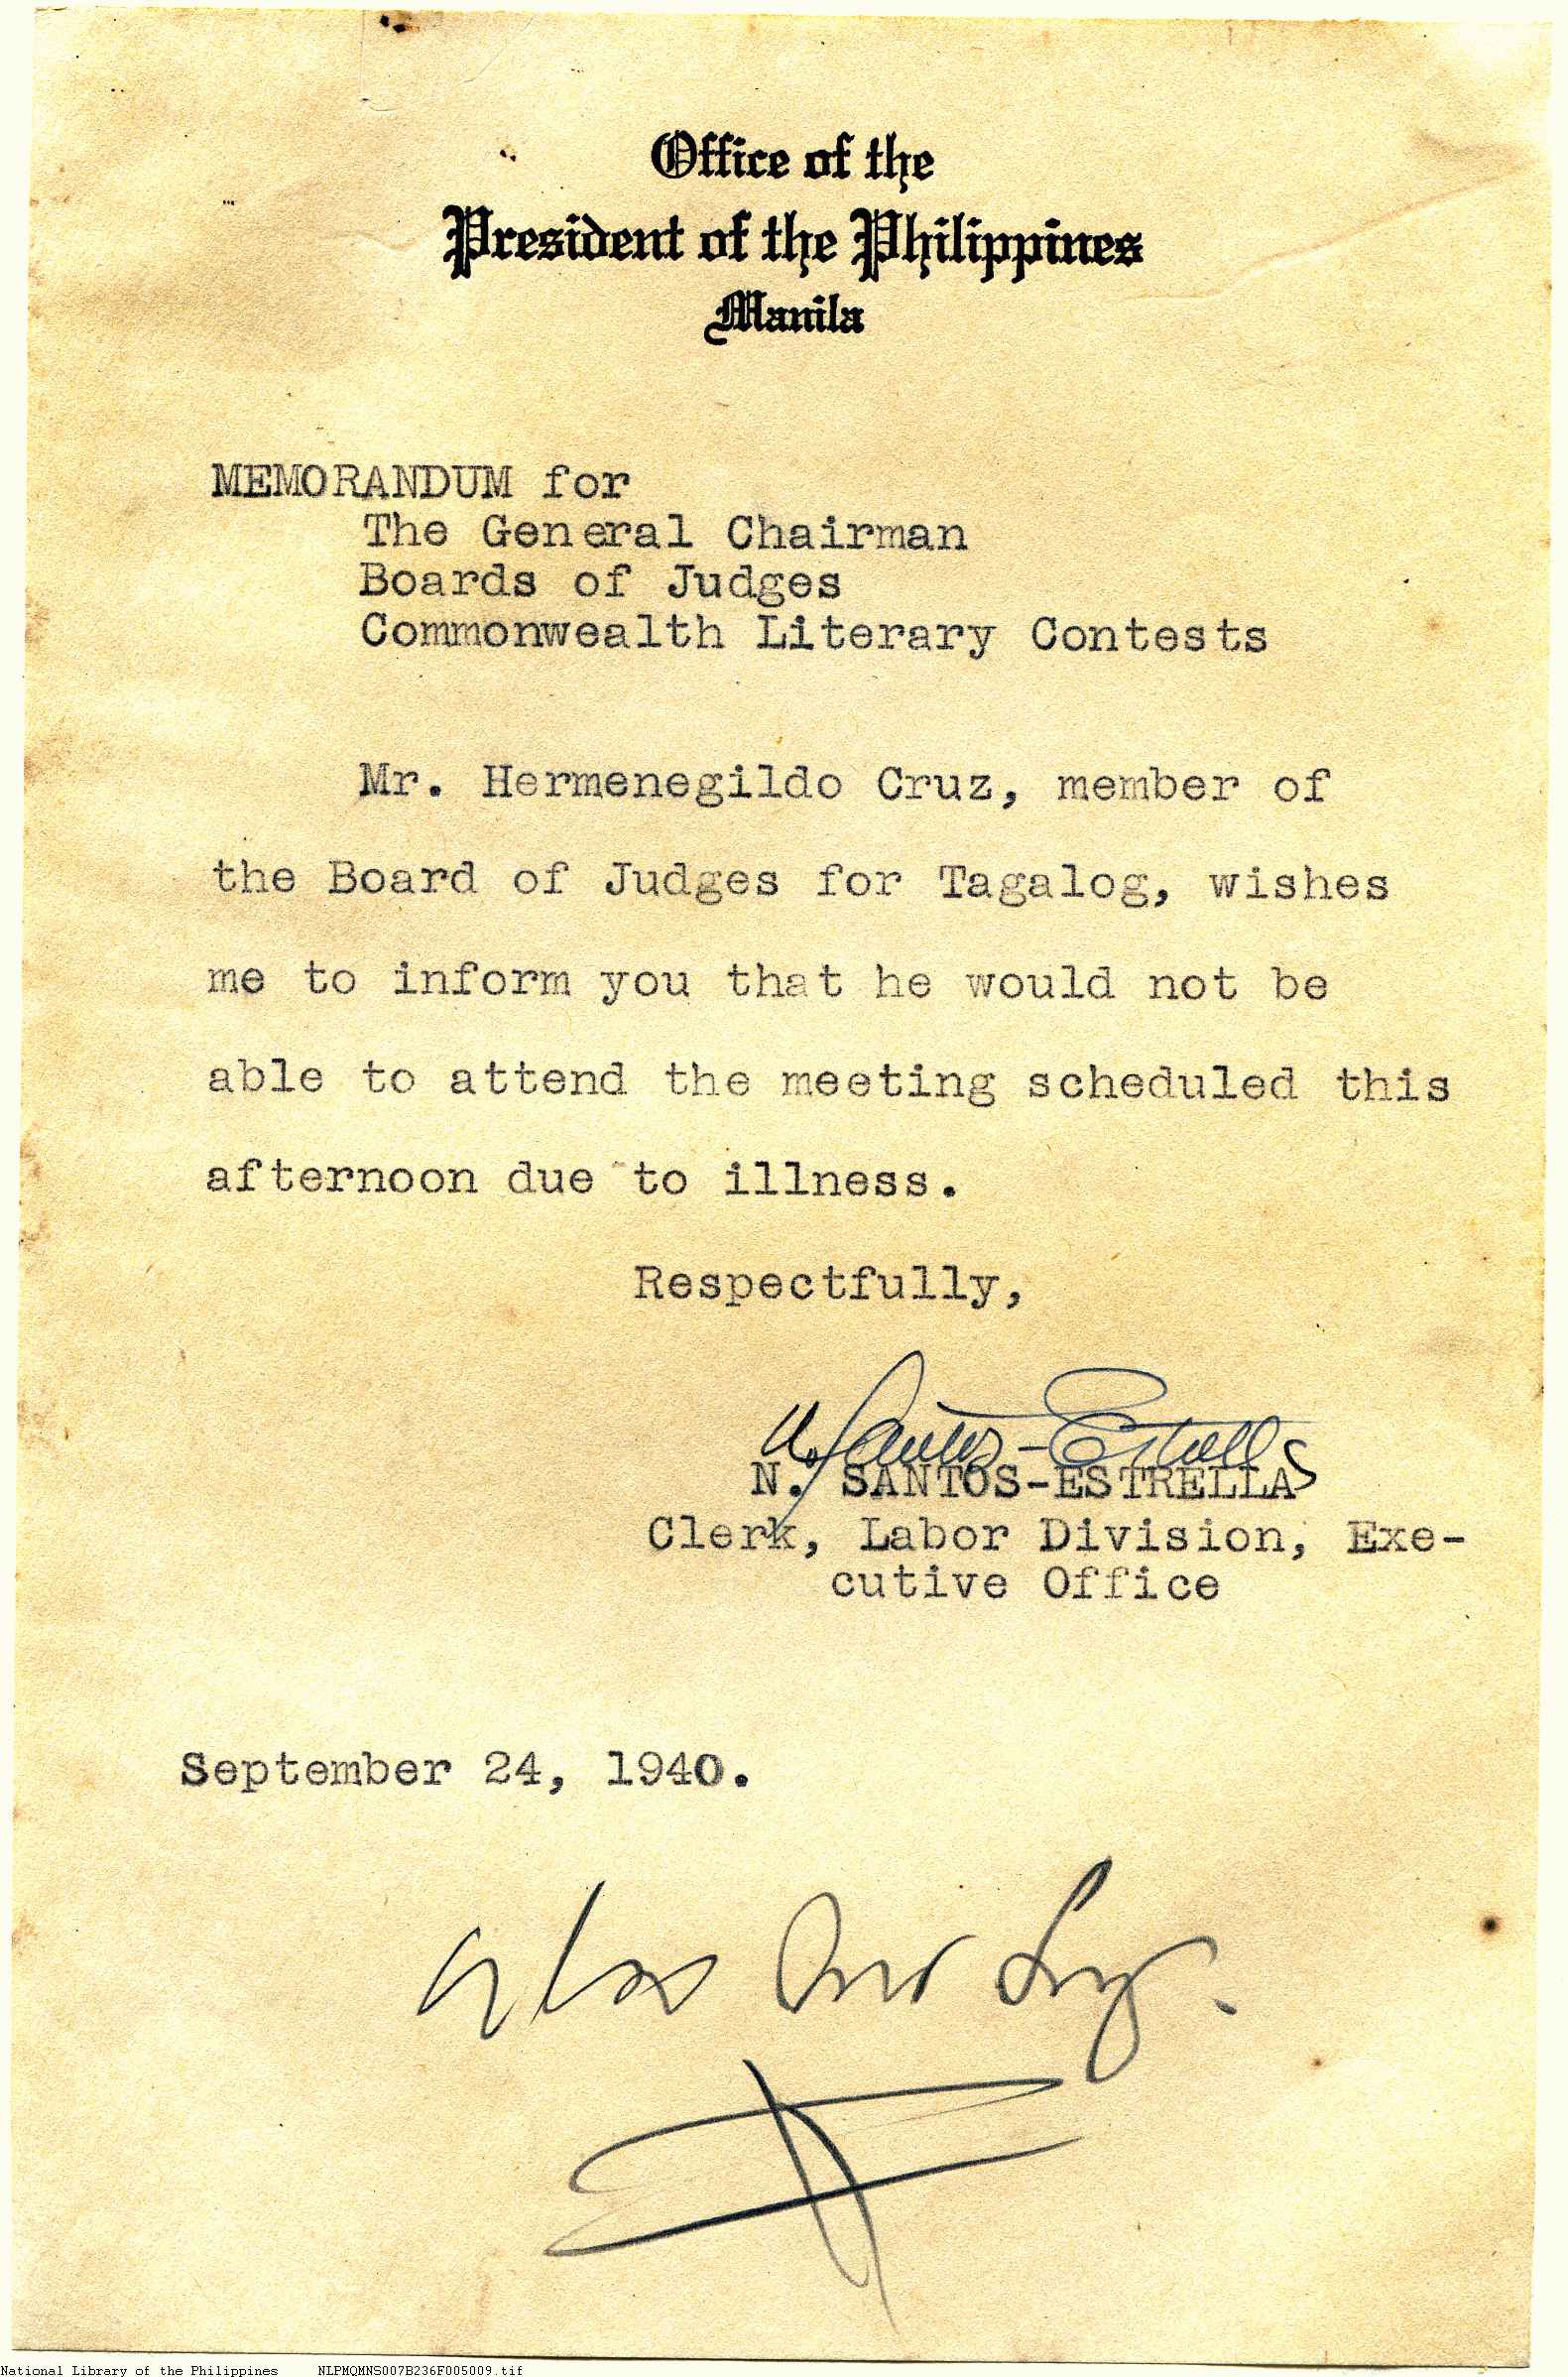 Office of the
President of the Philippines
Manila
MEMORANDUM for
The General Chairman
Boards of Judges
Commonwealth Literary Contests
Mr. Hermenegildo Cruz, member of
the Board of Judges for Tagalog, wishes
me to inform you that he would not be
able to attend the meeting scheduled this
afternoon due to illness.
Respectfully,
N. Santos-Estrella
N. SANTOS-ESTRELLA
Clerk, Labor Division, Exe-
cutive Office
September 24, 1940.
National Library of the Philippines NLPMQMNS007B236F005009.tif